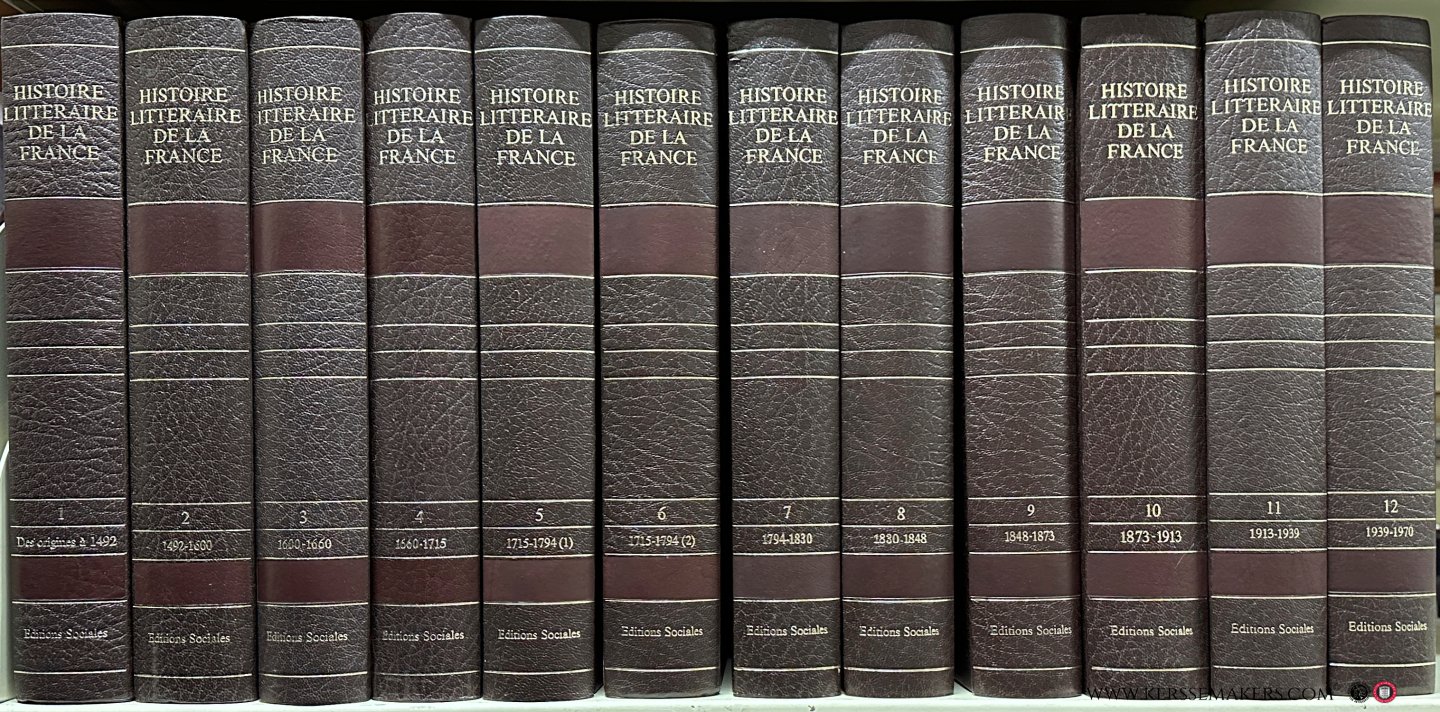 HISTOIRE
LITTERAIRE
DE LA
FRANCE
1
Des origines à 1492
Editions Sociales
HISTOIRE
LITTERAIRE
DE LA
FRANCE
2
1492-1600
Editions Sociales
HISTOIRE
LITTERAIRE
DE LA
FRANCE
3
1600-1660
Editions Sociales
HISTOIRE
LITTERAIRE
DE LA
FRANCE
4
1660-1715
Editions Sociales
HISTOIRE
LITTERAIRE
DE LA
FRANCE
5
1715-1794 (1)
Editions Sociales
HISTOIRE
LITTERAIRE
DE LA
FRANCE
6
1715-1794 (2)
Editions Sociales
HISTOIRE
LITTERAIRE
DE LA
FRANCE
7
1794-1830
Editions Sociales
HISTOIRE
LITTERAIRE
DE LA
FRANCE
8
1830-1848
Editions Sociales
HISTOIRE
LITTERAIRE
DE LA
FRANCE
9
1848-1873
Editions Sociales
HISTOIRE
LITTERAIRE
DE LA
FRANCE
10
1873-1913
Editions Sociales
HISTOIRE
LITTERAIRE
DE LA
FRANCE
11
1913-1939
Editions Sociales
HISTOIRE
LITTERAIRE
DE LA
FRANCE
12
1939-1970
Editions Sociales
WWW.KERSSEMAKERS.COM